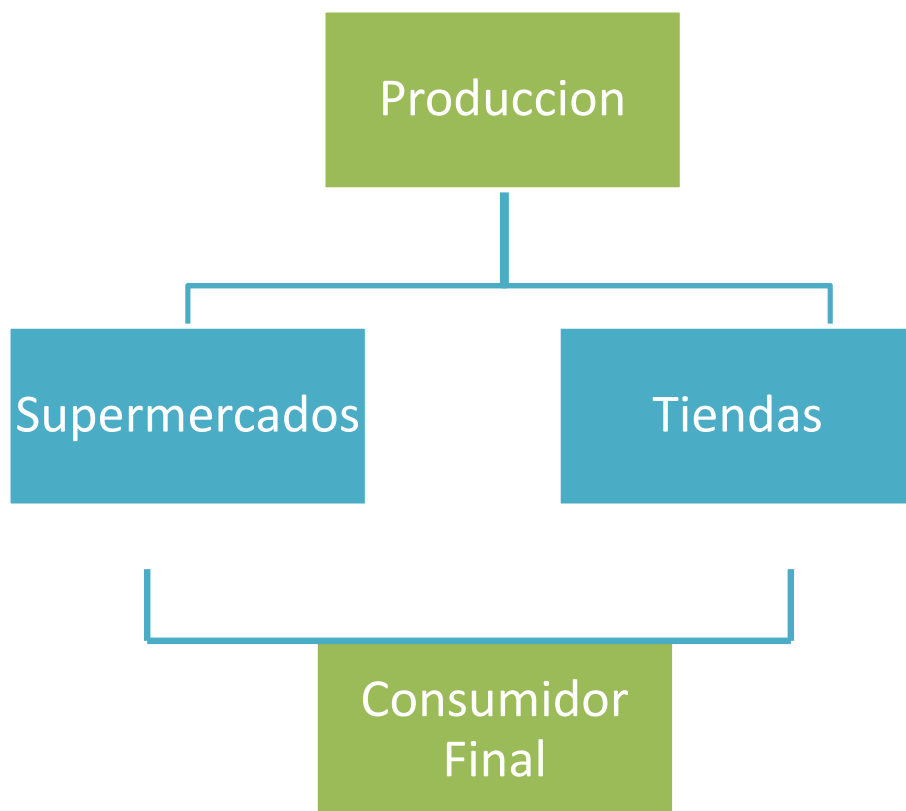 Produccion
Supermercados
Tiendas
Consumidor
Final